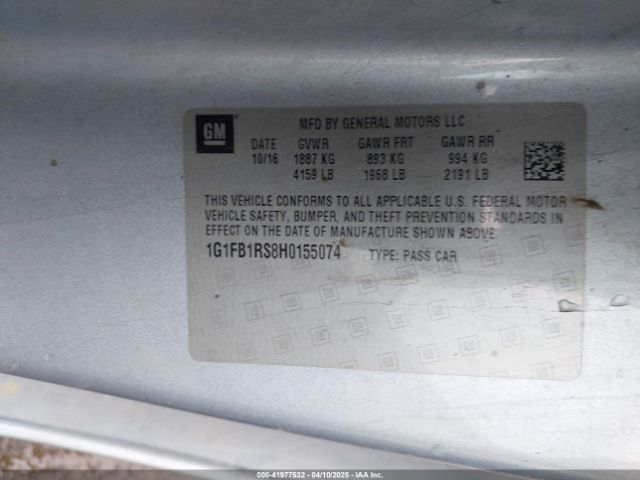 GM
MFD BY GENERAL MOTORS LLC
DATE GVWR GAWR FRT GAWR RR
10/16 1887 KG 893 KG 994 KG
4159 LB 1968 LB 2191 LB
THIS VEHICLE CONFORMS TO ALL APPLICABLE U.S. FEDERAL MOTOR
VEHICLE SAFETY, BUMPER, AND THEFT PREVENTION STANDARDS IN
EFFECT ON THE DATE OF MANUFACTURE SHOWN ABOVE.
1G1FB1RS8H0155074 TYPE: PASS CAR
000-41977532 - 04/10/2025 - IAA Inc.